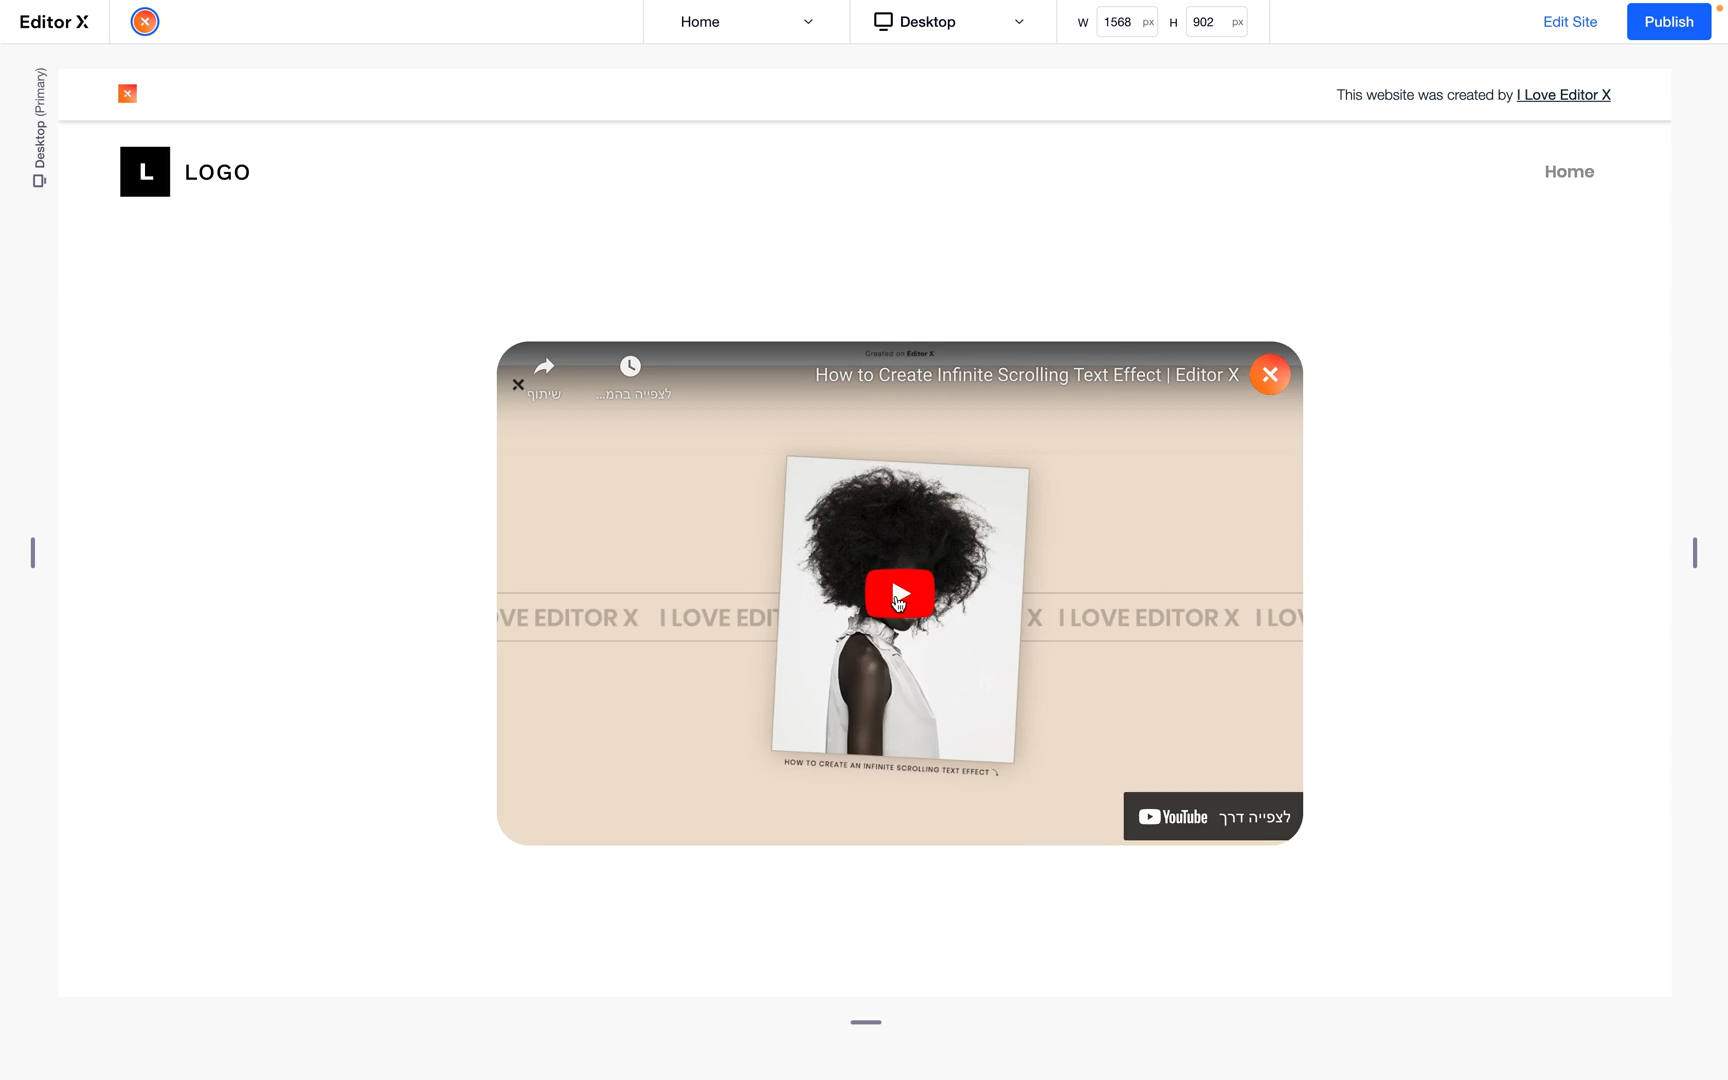 Editor X
Home
Desktop
W 1568 px H 902 px
Edit Site
Publish
Desktop (Primary)
This website was created by I Love Editor X
L LOGO
Home
Created on Editor X
How to Create Infinite Scrolling Text Effect | Editor X
שיתוף
לצפייה בהמ...
OVE EDITOR X I LOVE EDIT X I LOVE EDITOR X I LOV
HOW TO CREATE AN INFINITE SCROLLING TEXT EFFECT
לצפייה דרך YouTube